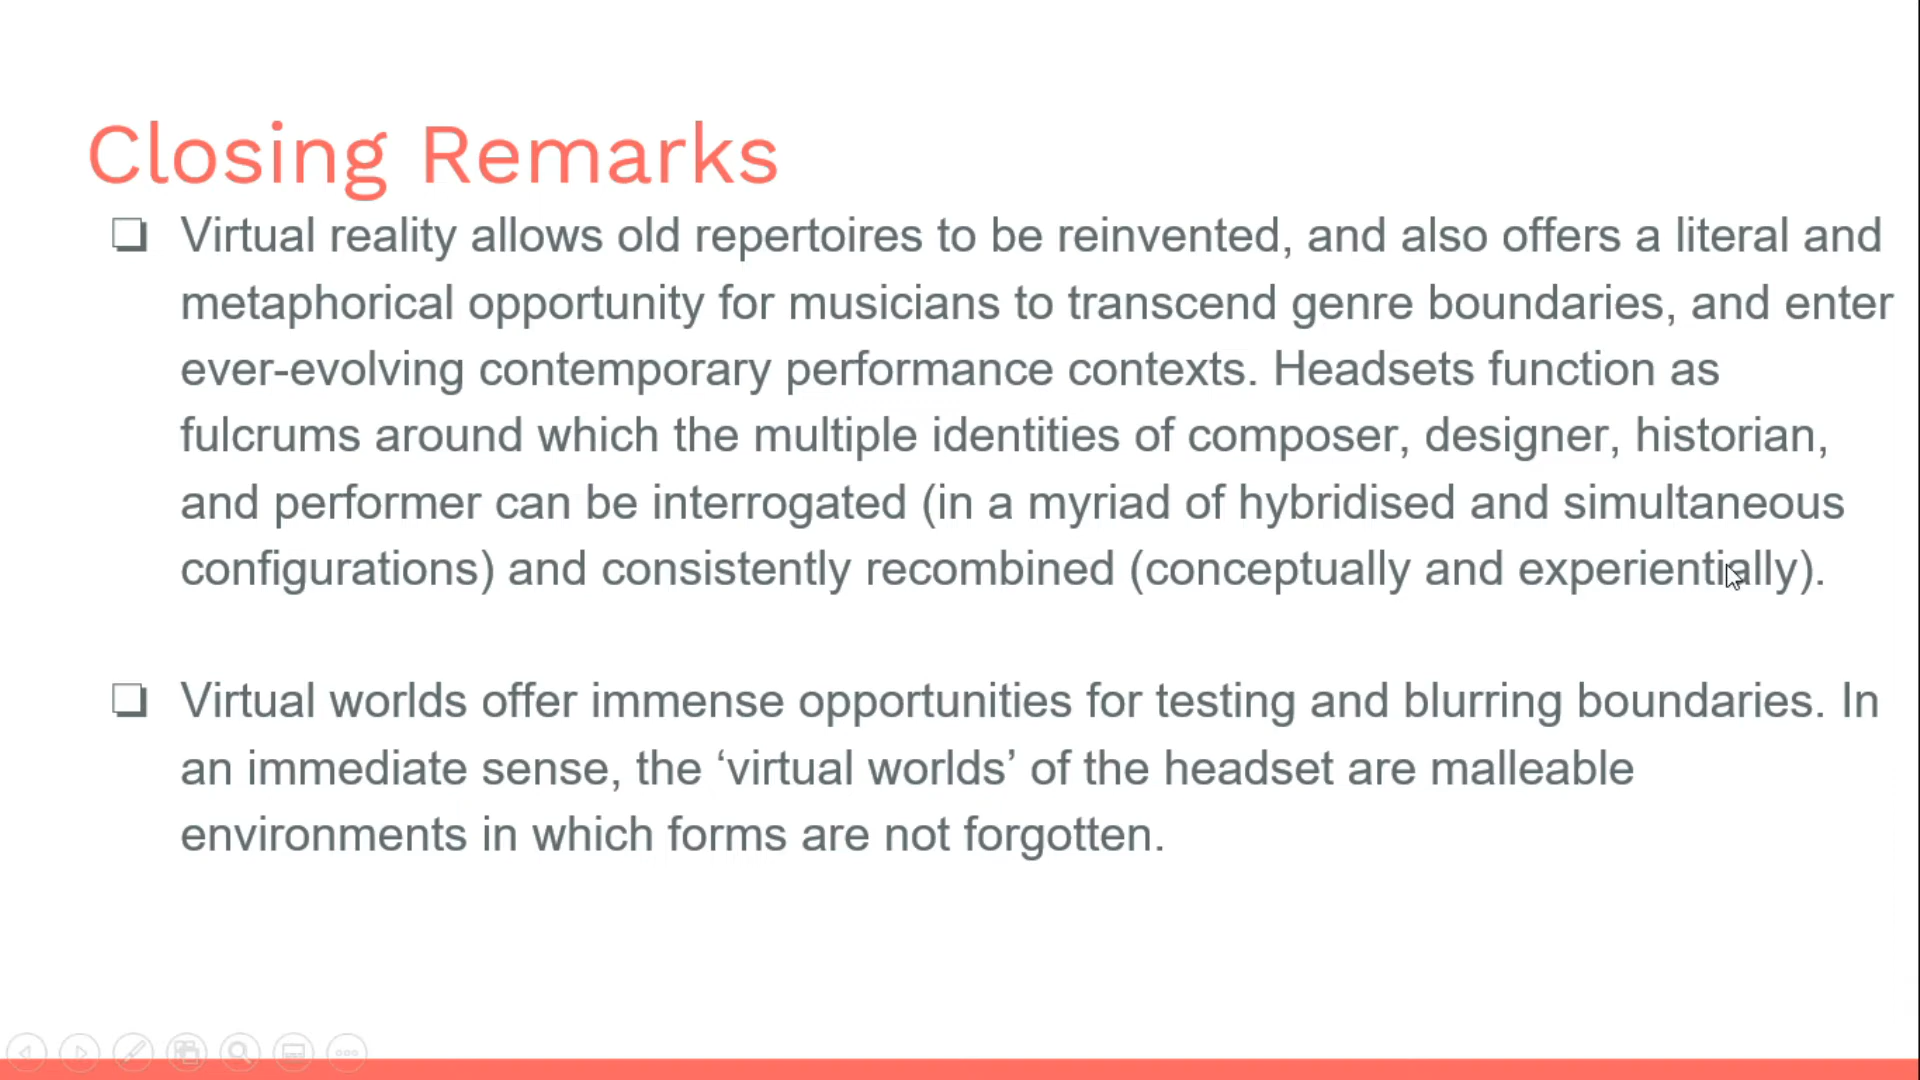 Closing Remarks
Virtual reality allows old repertoires to be reinvented, and also offers a literal and
metaphorical opportunity for musicians to transcend genre boundaries, and enter
ever-evolving contemporary performance contexts. Headsets function as
fulcrums around which the multiple identities of composer, designer, historian,
and performer can be interrogated (in a myriad of hybridised and simultaneous
configurations) and consistently recombined (conceptually and experientially).
Virtual worlds offer immense opportunities for testing and blurring boundaries. In
an immediate sense, the ‘virtual worlds’ of the headset are malleable
environments in which forms are not forgotten.